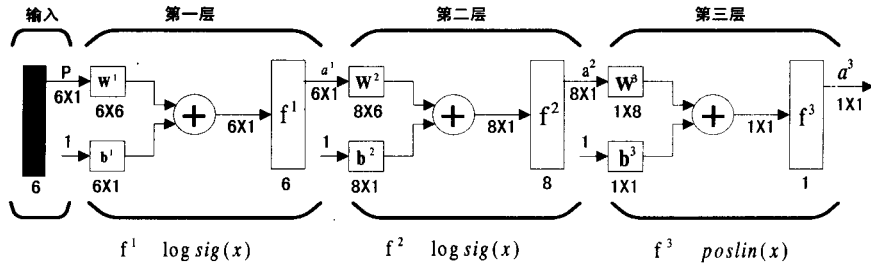 输入 第一层 第二层 第三层
P 6X1 W¹ 6X6 1 b¹ 6X1 6X1 f¹ 6 6
a¹ 6X1 W² 8X6 1 b² 8X1 8X1 f² 8
a² 8X1 W³ 1X8 1 b³ 1X1 1X1 f³ 1
a³ 1X1
f¹ log sig(x) f² log sig(x) f³ poslin(x)